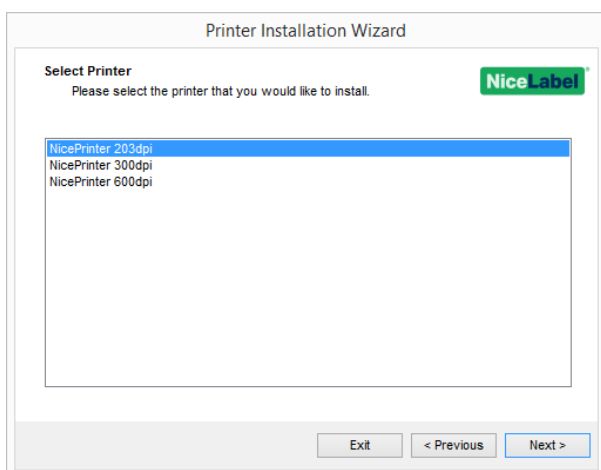 Printer Installation Wizard
Select Printer
Please select the printer that you would like to install.
NiceLabel
NicePrinter 203dpi
NicePrinter 300dpi
NicePrinter 600dpi
Exit
< Previous
Next >